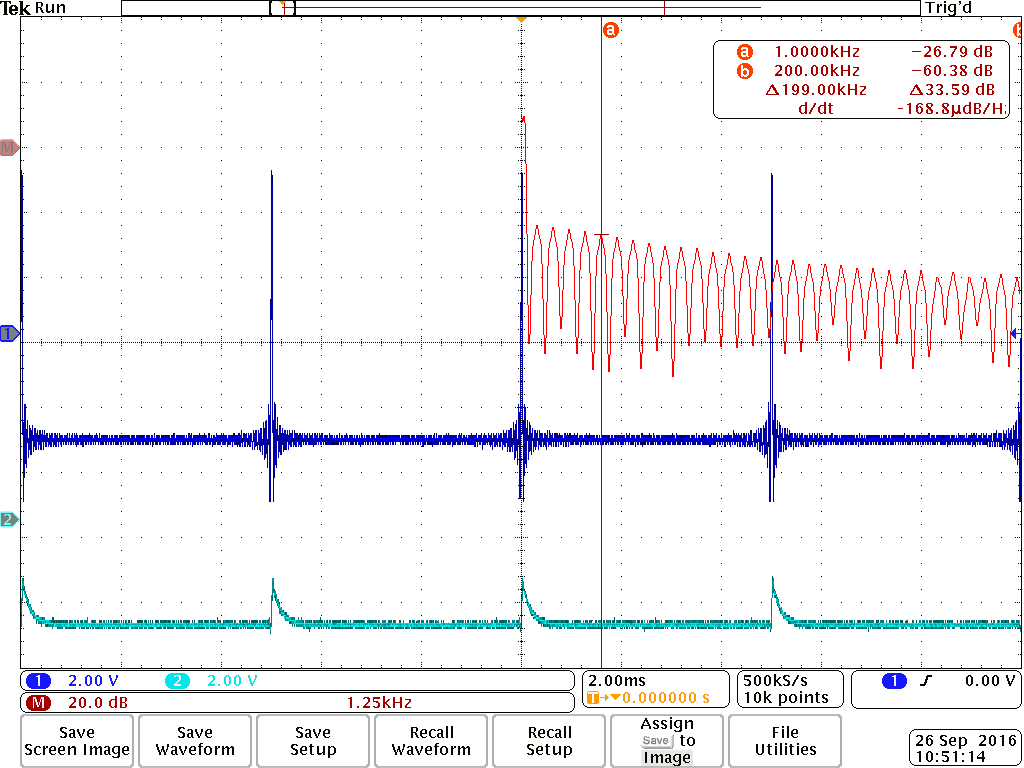 Tek Run Trig'd
a
b
a 1.0000kHz −26.79 dB
b 200.00kHz −60.38 dB
Δ199.00kHz Δ33.59 dB
d/dt -168.8µdB/Hz
M
1
2
1 2.00 V 2 2.00 V
M 20.0 dB 1.25kHz
2.00ms
T→▼0.000000 s
500kS/s
10k points
1 0.00 V
Save
Screen Image
Save
Waveform
Save
Setup
Recall
Waveform
Recall
Setup
Assign
Save to
Image
File
Utilities
26 Sep 2016
10:51:14